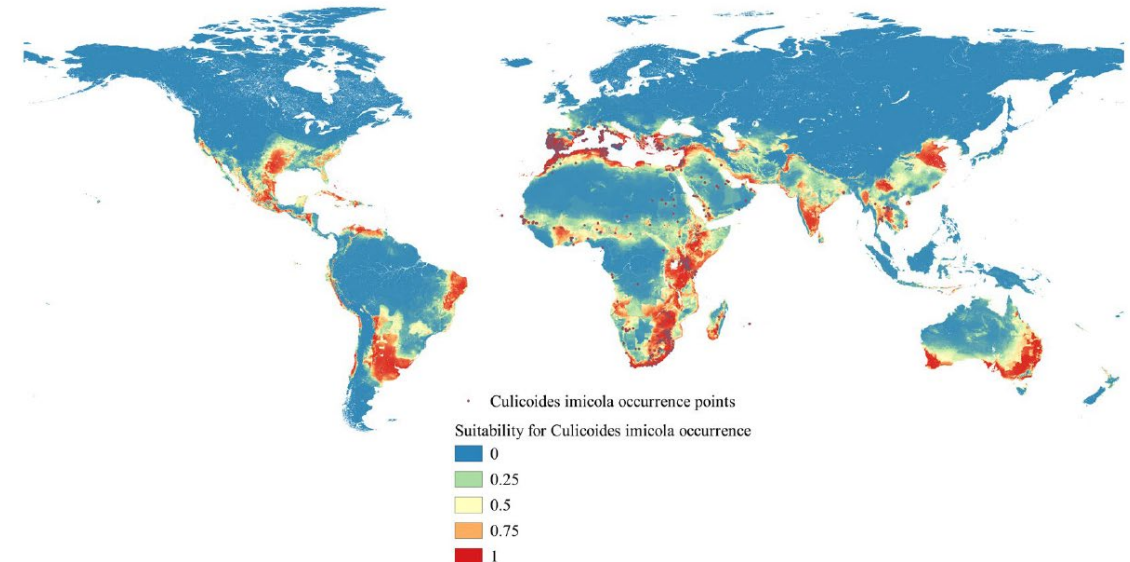 Culicoides imicola occurrence points
Suitability for Culicoides imicola occurrence
0
0.25
0.5
0.75
1